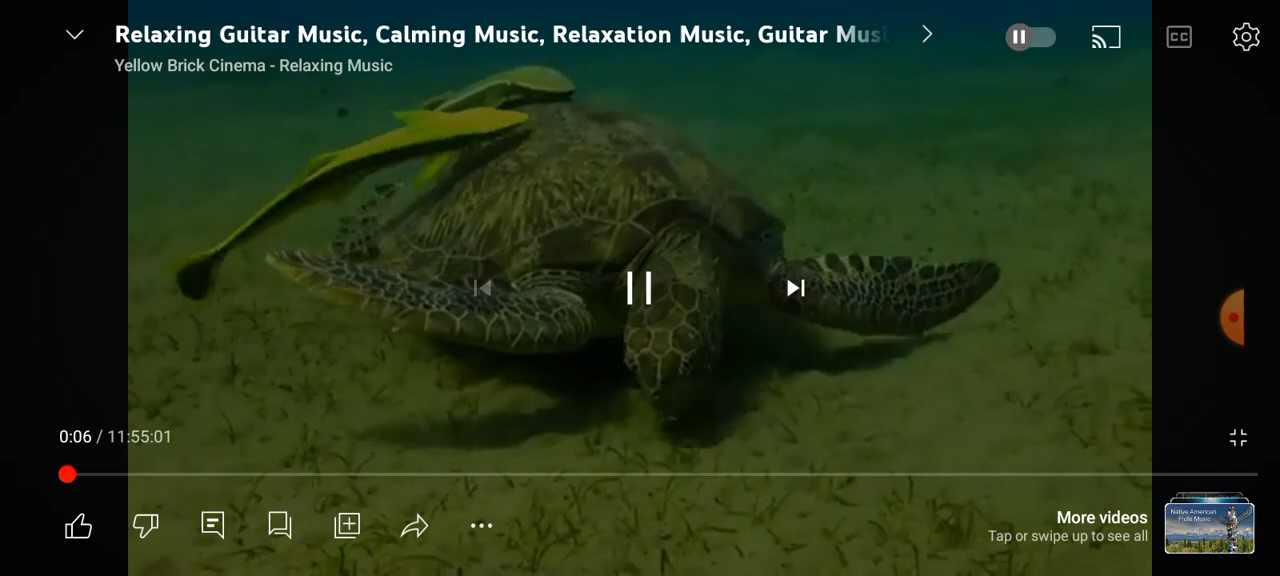 Relaxing Guitar Music, Calming Music, Relaxation Music, Guitar Musi
Yellow Brick Cinema - Relaxing Music
CC
0:06 / 11:55:01
More videos
Tap or swipe up to see all
Native American
Flute Music